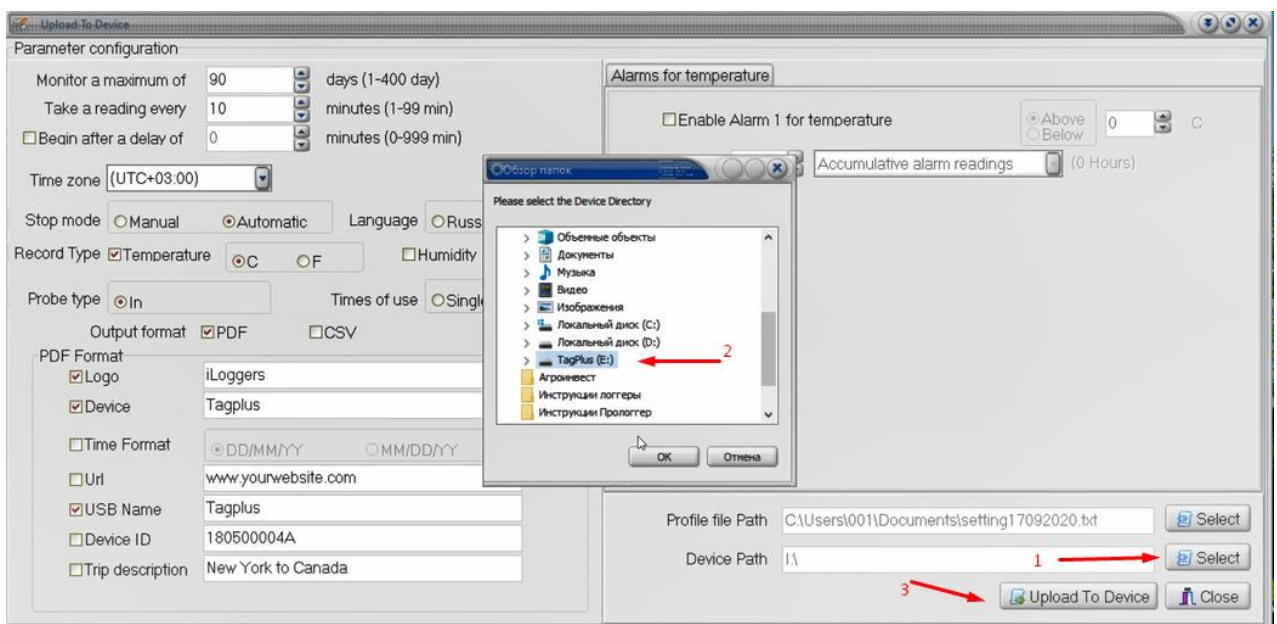 Upload To Device
Parameter configuration
Monitor a maximum of 90 days (1-400 day)
Take a reading every 10 minutes (1-99 min)
Begin after a delay of 0 minutes (0-999 min)
Time zone (UTC+03:00)
Stop mode Manual Automatic Language Russ
Record Type Temperature C F Humidity
Probe type In Times of use Single
Output format PDF CSV
PDF Format
Logo iLoggers
Device Tagplus
Time Format DD/MM/YY MM/DD/YY
Url www.yourwebsite.com
USB Name Tagplus
Device ID 180500004A
Trip description New York to Canada
Обзор папок
Please select the Device Directory
Объемные объекты
Документы
Музыка
Видео
Изображения
Локальный диск (C:)
Локальный диск (D:)
TagPlus (E:) 2
Агроинвест
Инструкции логгеры
Инструкции Прологгер
ОК Отмена
Alarms for temperature
Enable Alarm 1 for temperature Above 0 C
Below
Accumulative alarm readings (0 Hours)
Profile file Path C:\Users\001\Documents\setting17092020.txt Select
Device Path I:\ 1 Select
3 Upload To Device Close